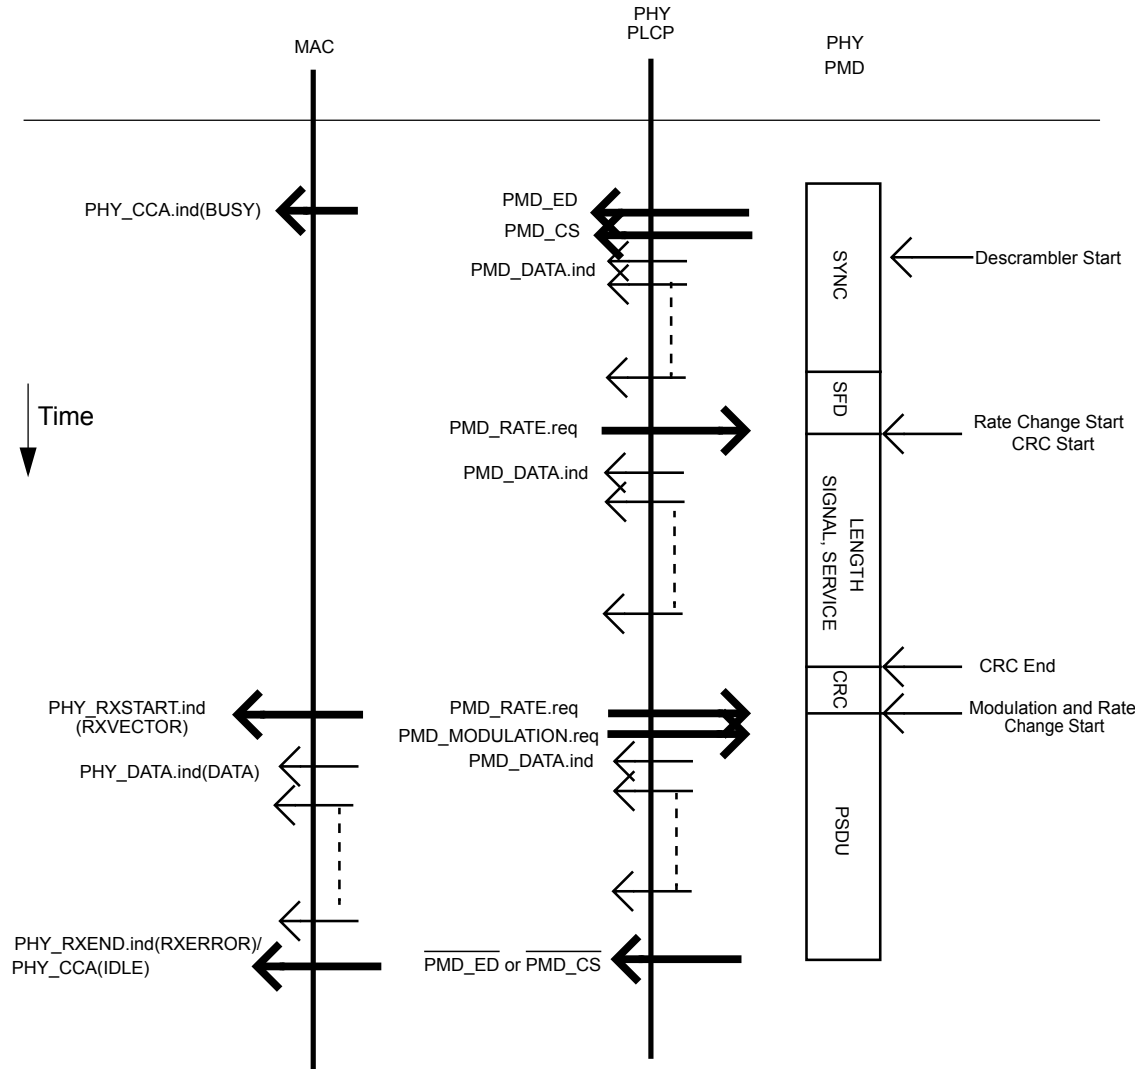 MAC
PHY
PLCP
PHY
PMD
PHY_CCA.ind(BUSY)
PMD_ED
PMD_CS
PMD_DATA.ind
SYNC
Descrambler Start
Time
SFD
PMD_RATE.req
Rate Change Start
CRC Start
PMD_DATA.ind
LENGTH
SIGNAL, SERVICE
CRC End
CRC
PHY_RXSTART.ind
(RXVECTOR)
PMD_RATE.req
PMD_MODULATION.req
Modulation and Rate
Change Start
PMD_DATA.ind
PHY_DATA.ind(DATA)
PSDU
PHY_RXEND.ind(RXERROR)/
PHY_CCA(IDLE)
PMD_ED or PMD_CS